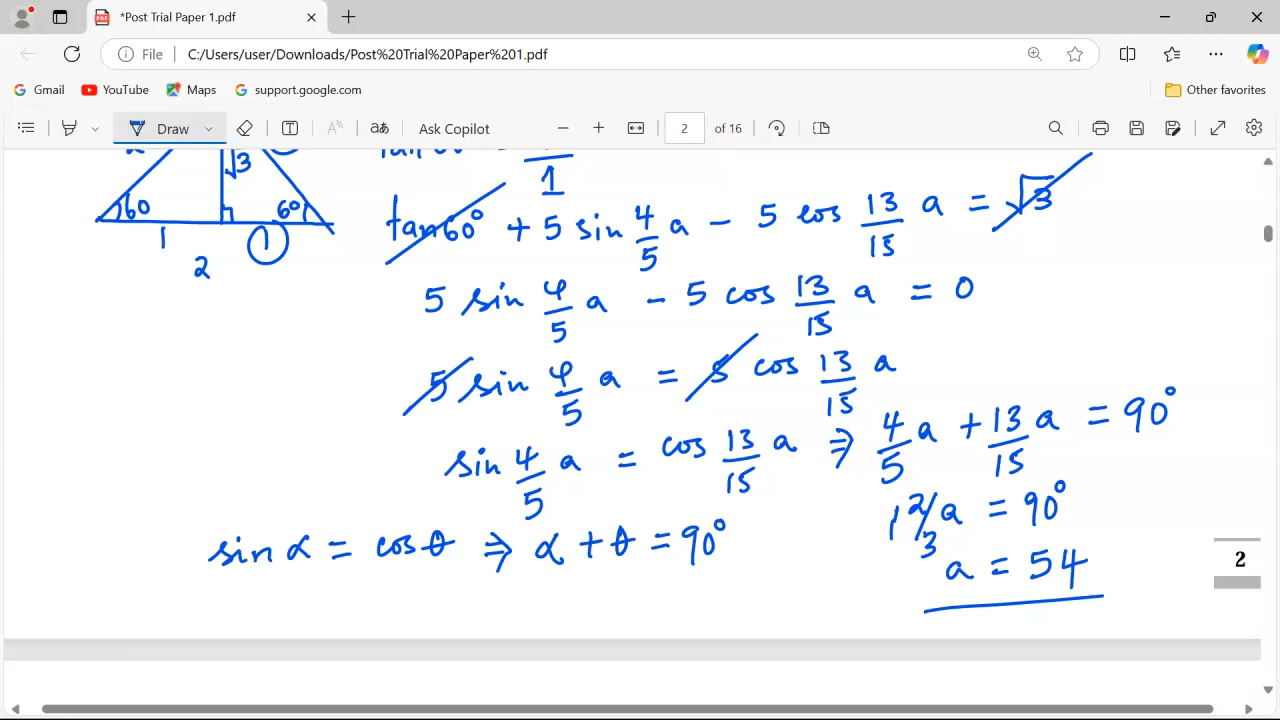 *Post Trial Paper 1.pdf
File C:/Users/user/Downloads/Post%20Trial%20Paper%201.pdf
Gmail YouTube Maps support.google.com Other favorites
Draw Ask Copilot 2 of 16
√3
60 60
1 1
2
1
tan60° + 5 sin 4/5 a − 5 cos 13/15 a = √3
5 sin 4/5 a − 5 cos 13/15 a = 0
5 sin 4/5 a = 5 cos 13/15 a
sin 4/5 a = cos 13/15 a ⇒ 4/5 a + 13/15 a = 90°
1 2/3 a = 90°
sin α = cos θ ⇒ α + θ = 90°
a = 54
2